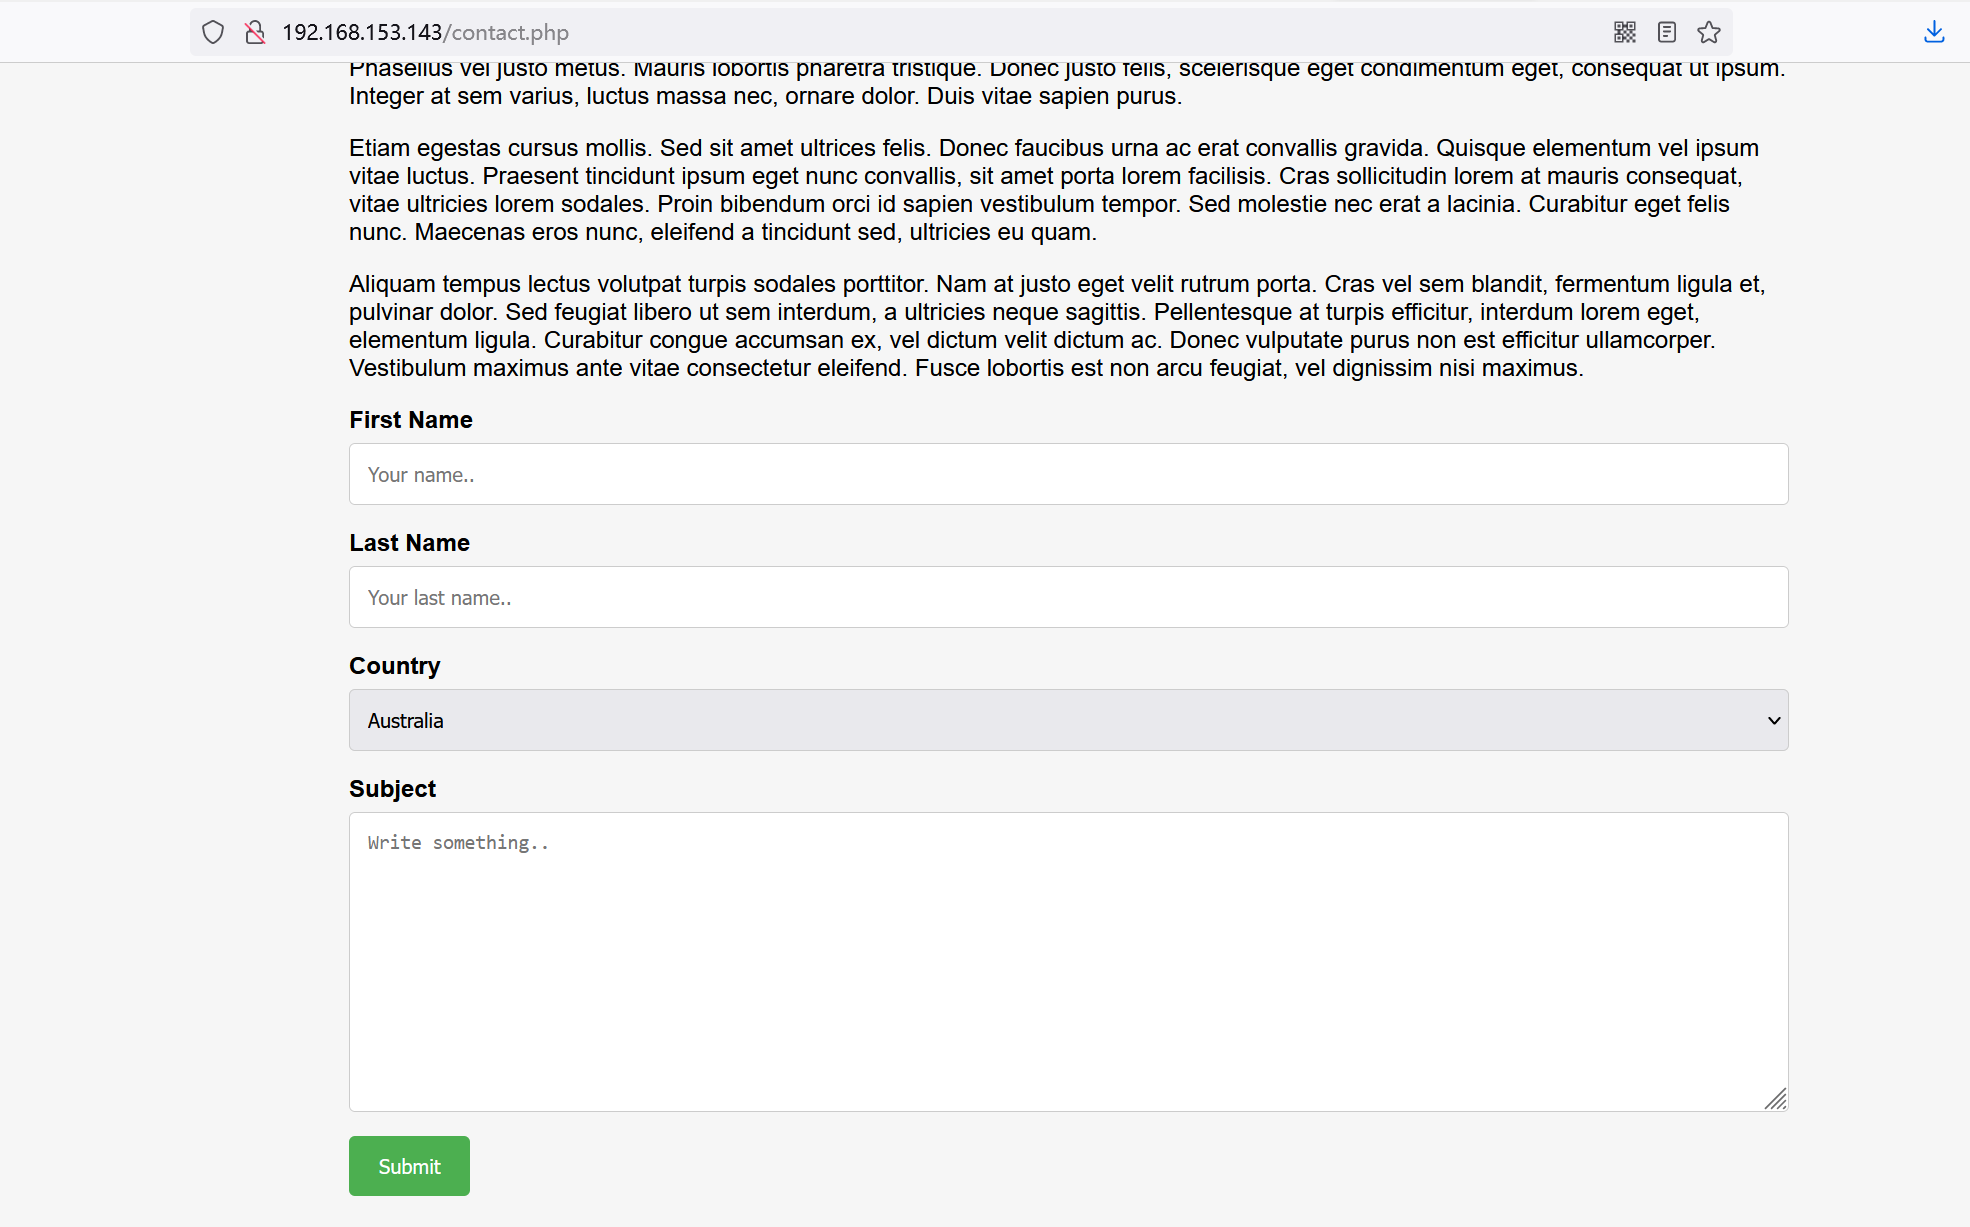 192.168.153.143/contact.php
Phasellus vel justo metus. Mauris lobortis pharetra tristique. Donec justo felis, scelerisque eget condimentum eget, consequat ut ipsum.
Integer at sem varius, luctus massa nec, ornare dolor. Duis vitae sapien purus.
Etiam egestas cursus mollis. Sed sit amet ultrices felis. Donec faucibus urna ac erat convallis gravida. Quisque elementum vel ipsum
vitae luctus. Praesent tincidunt ipsum eget nunc convallis, sit amet porta lorem facilisis. Cras sollicitudin lorem at mauris consequat,
vitae ultricies lorem sodales. Proin bibendum orci id sapien vestibulum tempor. Sed molestie nec erat a lacinia. Curabitur eget felis
nunc. Maecenas eros nunc, eleifend a tincidunt sed, ultricies eu quam.
Aliquam tempus lectus volutpat turpis sodales porttitor. Nam at justo eget velit rutrum porta. Cras vel sem blandit, fermentum ligula et,
pulvinar dolor. Sed feugiat libero ut sem interdum, a ultricies neque sagittis. Pellentesque at turpis efficitur, interdum lorem eget,
elementum ligula. Curabitur congue accumsan ex, vel dictum velit dictum ac. Donec vulputate purus non est efficitur ullamcorper.
Vestibulum maximus ante vitae consectetur eleifend. Fusce lobortis est non arcu feugiat, vel dignissim nisi maximus.
First Name
Your name..
Last Name
Your last name..
Country
Australia
Subject
Write something..
Submit